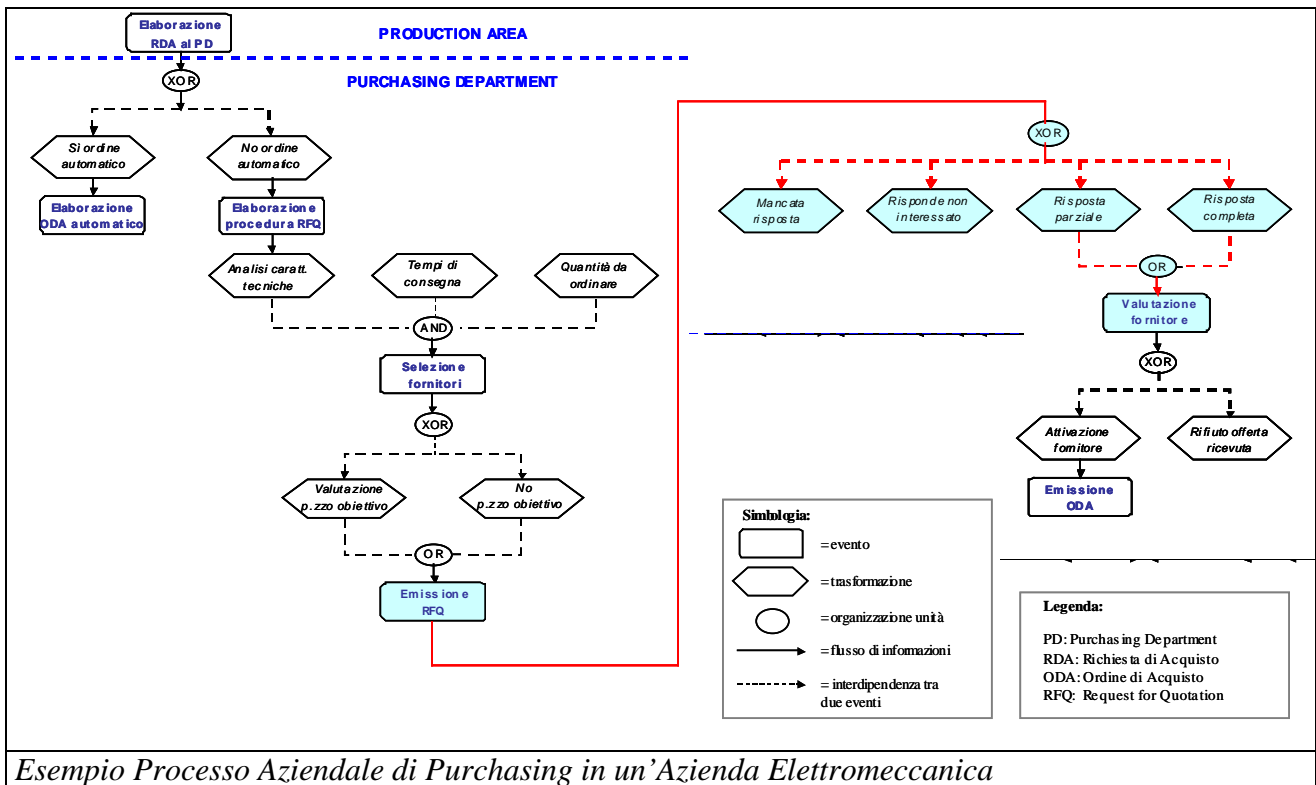 Elaborazione
RDA al PD
PRODUCTION AREA
PURCHASING DEPARTMENT
XOR
Sì ordine
automatico
No ordine
automatico
Elaborazione
ODA automatico
Elaborazione
procedura RFQ
Analisi caratt.
tecniche
Tempi di
consegna
Quantità da
ordinare
AND
Selezione
fornitori
XOR
Valutazione
p.zzo obiettivo
No
p.zzo obiettivo
OR
Emissione
RFQ
XOR
Mancata
risposta
Risponde non
interessato
Risposta
parziale
Risposta
completa
OR
Valutazione
fornitore
XOR
Attivazione
fornitore
Rifiuto offerta
ricevuta
Emissione
ODA
Simbologia:
=evento
=trasformazione
=organizzazione unità
=flusso di informazioni
= interdipendenza tra
due eventi
Legenda:
PD: Purchasing Department
RDA: Richiesta di Acquisto
ODA: Ordine di Acquisto
RFQ: Request for Quotation
Esempio Processo Aziendale di Purchasing in un'Azienda Elettromeccanica